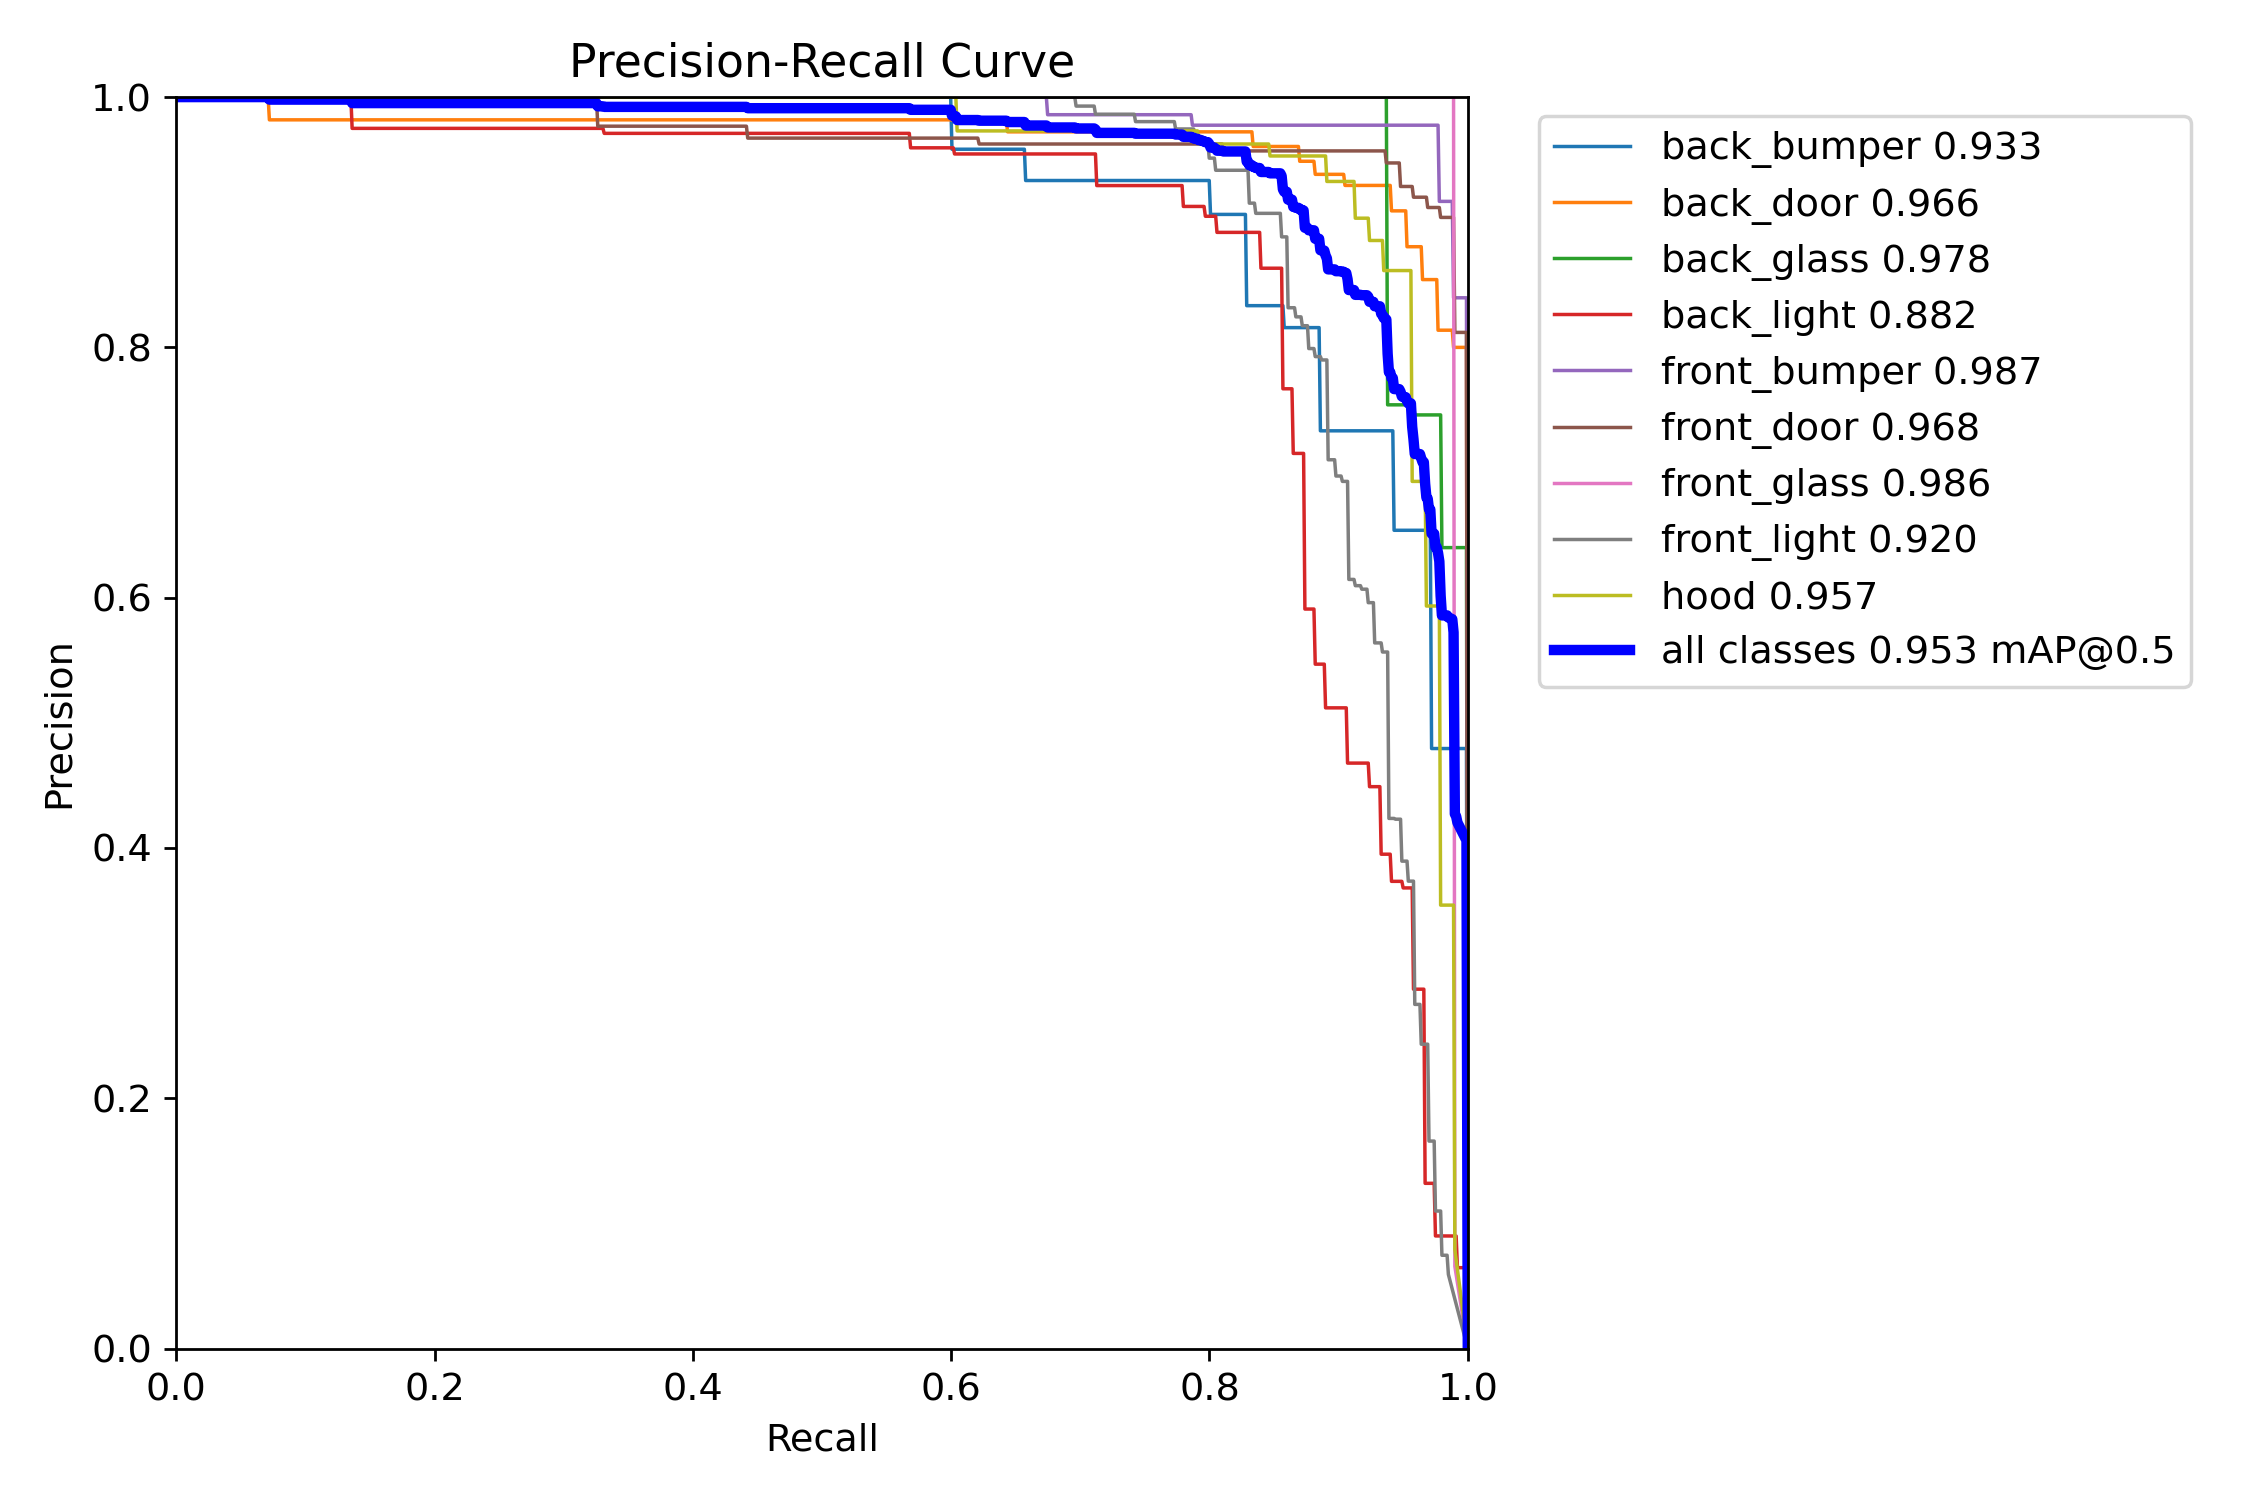 Precision-Recall Curve
1.0
0.8
0.6
0.4
0.2
0.0
Precision
0.0 0.2 0.4 0.6 0.8 1.0
Recall
back_bumper 0.933
back_door 0.966
back_glass 0.978
back_light 0.882
front_bumper 0.987
front_door 0.968
front_glass 0.986
front_light 0.920
hood 0.957
all classes 0.953 mAP@0.5